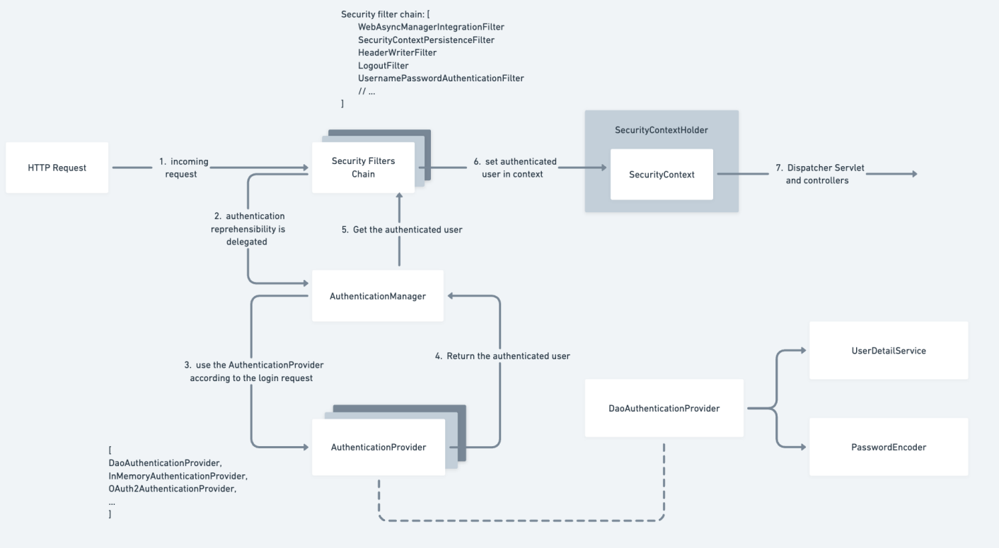 Security filter chain: [
WebAsyncManagerIntegrationFilter
SecurityContextPersistenceFilter
HeaderWriterFilter
LogoutFilter
UsernamePasswordAuthenticationFilter
// ...
]
SecurityContextHolder
HTTP Request
1. incoming
request
Security Filters
Chain
6. set authenticated
user in context
SecurityContext
7. Dispatcher Servlet
and controllers
2. authentication
reprehensibility is
delegated
5. Get the authenticated user
AuthenticationManager
3. use the AuthenticationProvider
according to the login request
4. Return the authenticated user
UserDetailService
DaoAuthenticationProvider
AuthenticationProvider
PasswordEncoder
[
DaoAuthenticationProvider,
InMemoryAuthenticationProvider,
OAuth2AuthenticationProvider,
...
]